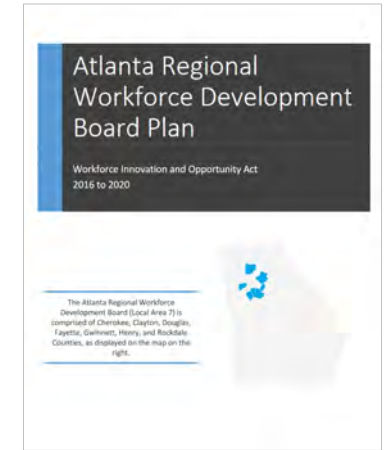 Atlanta Regional
Workforce Development
Board Plan
Workforce Innovation and Opportunity Act
2016 to 2020
The Atlanta Regional Workforce
Development Board (Local Area 7) is
comprised of Cherokee, Clayton, Douglas,
Fayette, Gwinnett, Henry, and Rockdale
Counties, as displayed on the map on the
right.